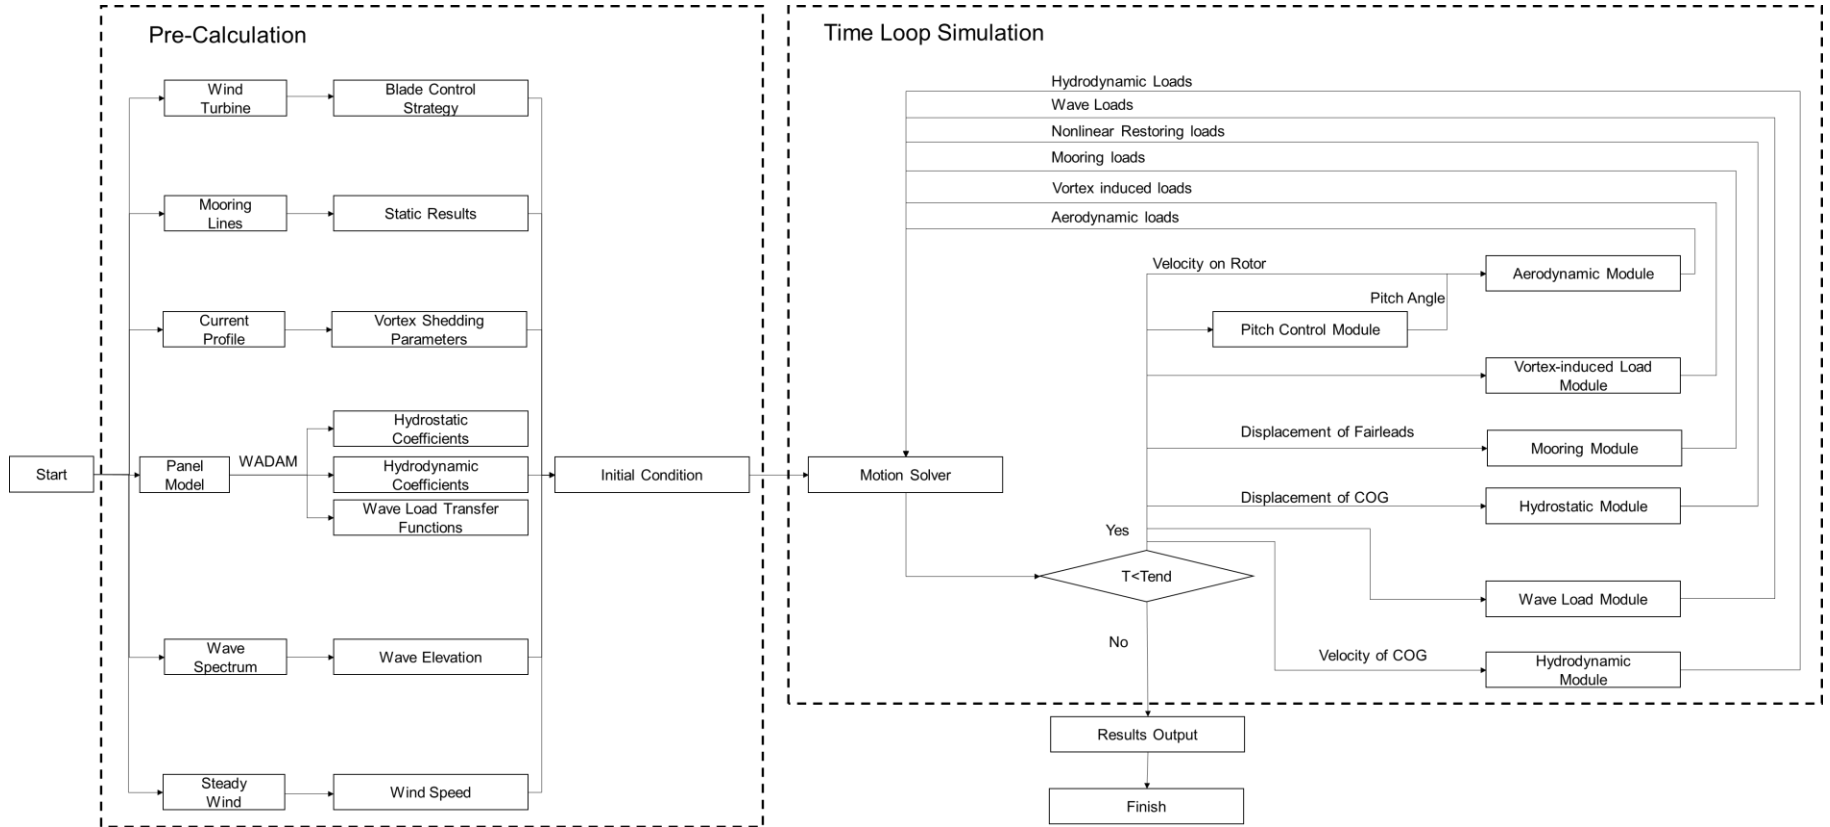 Pre-Calculation
Wind
Turbine
Blade Control
Strategy
Mooring
Lines
Static Results
Current
Profile
Vortex Shedding
Parameters
Start
Panel
Model
WADAM
Hydrostatic
Coefficients
Hydrodynamic
Coefficients
Wave Load Transfer
Functions
Initial Condition
Wave
Spectrum
Wave Elevation
Steady
Wind
Wind Speed
Time Loop Simulation
Hydrodynamic Loads
Wave Loads
Nonlinear Restoring loads
Mooring loads
Vortex induced loads
Aerodynamic loads
Velocity on Rotor
Aerodynamic Module
Pitch Angle
Pitch Control Module
Vortex-induced Load
Module
Displacement of Fairleads
Mooring Module
Motion Solver
Displacement of COG
Hydrostatic Module
Yes
T<Tend
Wave Load Module
No
Velocity of COG
Hydrodynamic
Module
Results Output
Finish